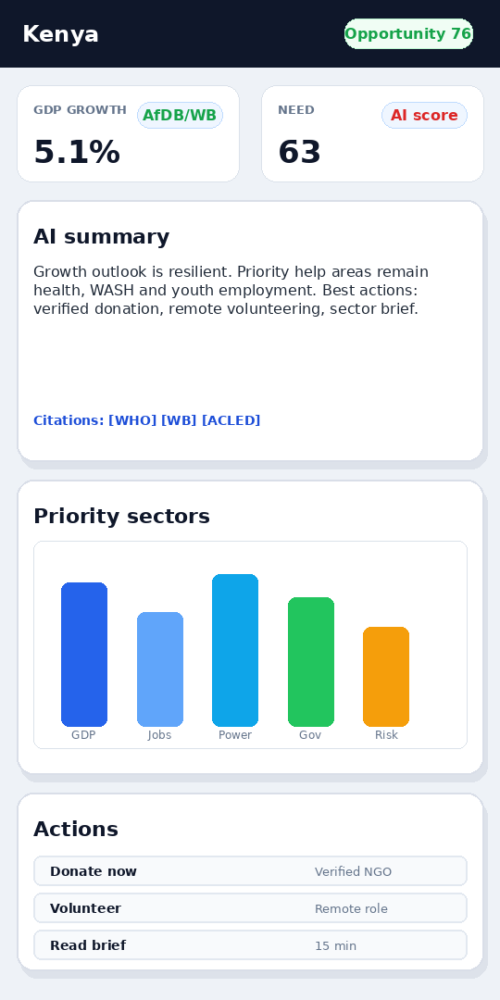 Kenya
Opportunity 76
GDP GROWTH
AfDB/WB
5.1%
NEED
AI score
63
AI summary
Growth outlook is resilient. Priority help areas remain
health, WASH and youth employment. Best actions:
verified donation, remote volunteering, sector brief.
Citations: [WHO] [WB] [ACLED]
Priority sectors
GDP
Jobs
Power
Gov
Risk
Actions
Donate now
Verified NGO
Volunteer
Remote role
Read brief
15 min